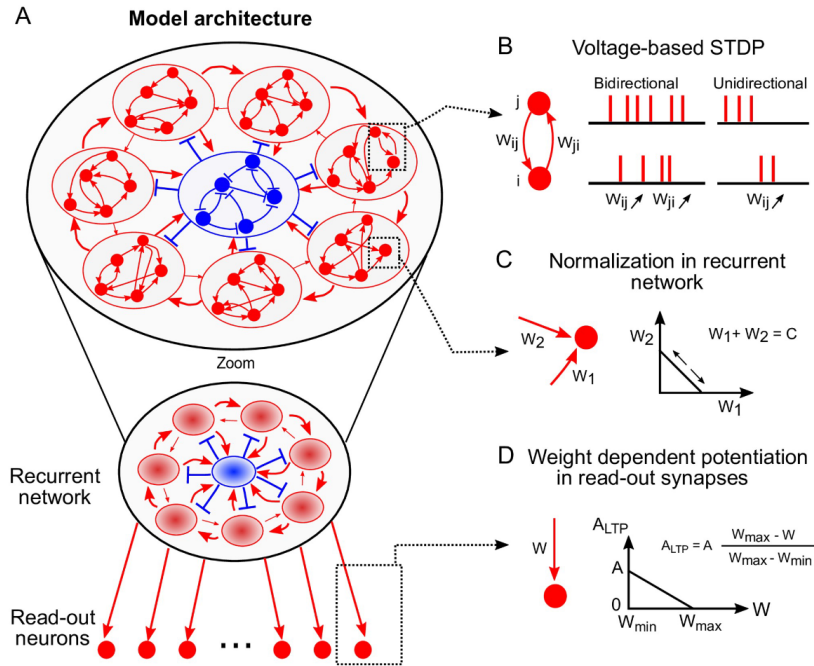 A
Model architecture
Zoom
Recurrent
network
Read-out
neurons
...
B
Voltage-based STDP
Bidirectional
Unidirectional
j
Wij
Wji
i
Wij↗ Wji↗
Wij↗
C
Normalization in recurrent
network
W2
W1
W2
W1 + W2 = C
W1
D
Weight dependent potentiation
in read-out synapses
W
ALTP
A
0
Wmin
Wmax
W
ALTP = A (Wmax - W) / (Wmax - Wmin)